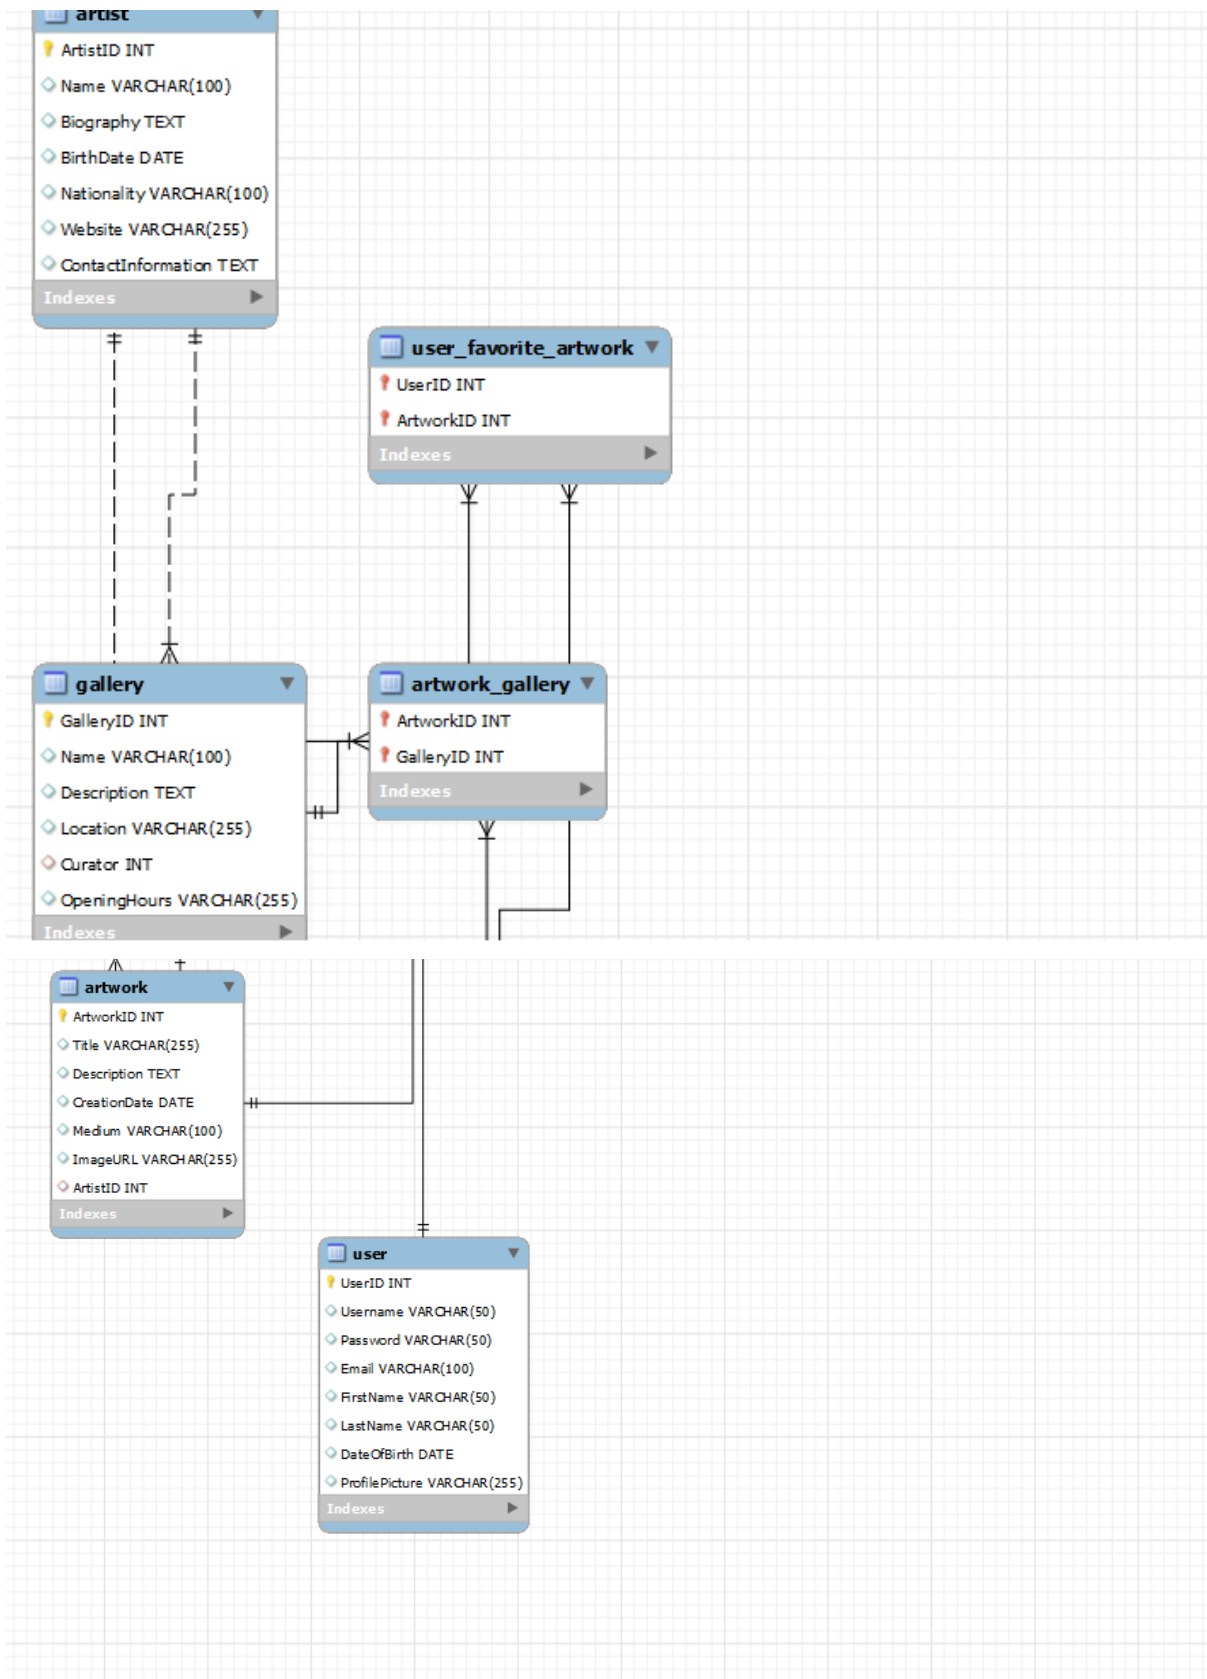 artist
ArtistID INT
Name VARCHAR(100)
Biography TEXT
BirthDate DATE
Nationality VARCHAR(100)
Website VARCHAR(255)
ContactInformation TEXT
Indexes
user_favorite_artwork
UserID INT
ArtworkID INT
Indexes
gallery
GalleryID INT
Name VARCHAR(100)
Description TEXT
Location VARCHAR(255)
Curator INT
OpeningHours VARCHAR(255)
Indexes
artwork_gallery
ArtworkID INT
GalleryID INT
Indexes
artwork
ArtworkID INT
Title VARCHAR(255)
Description TEXT
CreationDate DATE
Medium VARCHAR(100)
ImageURL VARCHAR(255)
ArtistID INT
Indexes
user
UserID INT
Username VARCHAR(50)
Password VARCHAR(50)
Email VARCHAR(100)
FirstName VARCHAR(50)
LastName VARCHAR(50)
DateOfBirth DATE
ProfilePicture VARCHAR(255)
Indexes